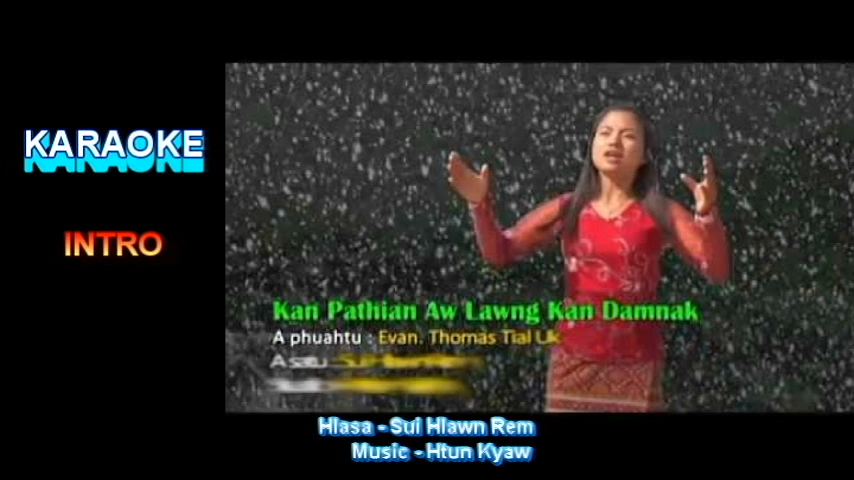 KARAOKE
INTRO
Kan Pathian Aw Lawng Kan Damnak
A phuahtu : Evan. Thomas Tial Uk
A satu
Hlasa - Sui Hlawn Rem
Music - Htun Kyaw